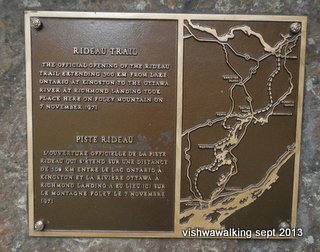 RIDEAU TRAIL
THE OFFICIAL OPENING OF THE RIDEAU
TRAIL EXTENDING 300 KM FROM LAKE
ONTARIO AT KINGSTON TO THE OTTAWA
RIVER AT RICHMOND LANDING TOOK
PLACE HERE ON FOLEY MOUNTAIN ON
7 NOVEMBER 1971
PISTE RIDEAU
L'OUVERTURE OFFICIELLE DE LA PISTE
RIDEAU QUI S'ÉTEND SUR UNE DISTANCE
DE 300 KM ENTRE LE LAC ONTARIO À
KINGSTON ET LA RIVIÈRE OTTAWA À
RICHMOND LANDING A EU LIEU ICI SUR
LE MONTAGNE FOLEY LE 7 NOVEMBRE
1971
vishwawalking sept 2013